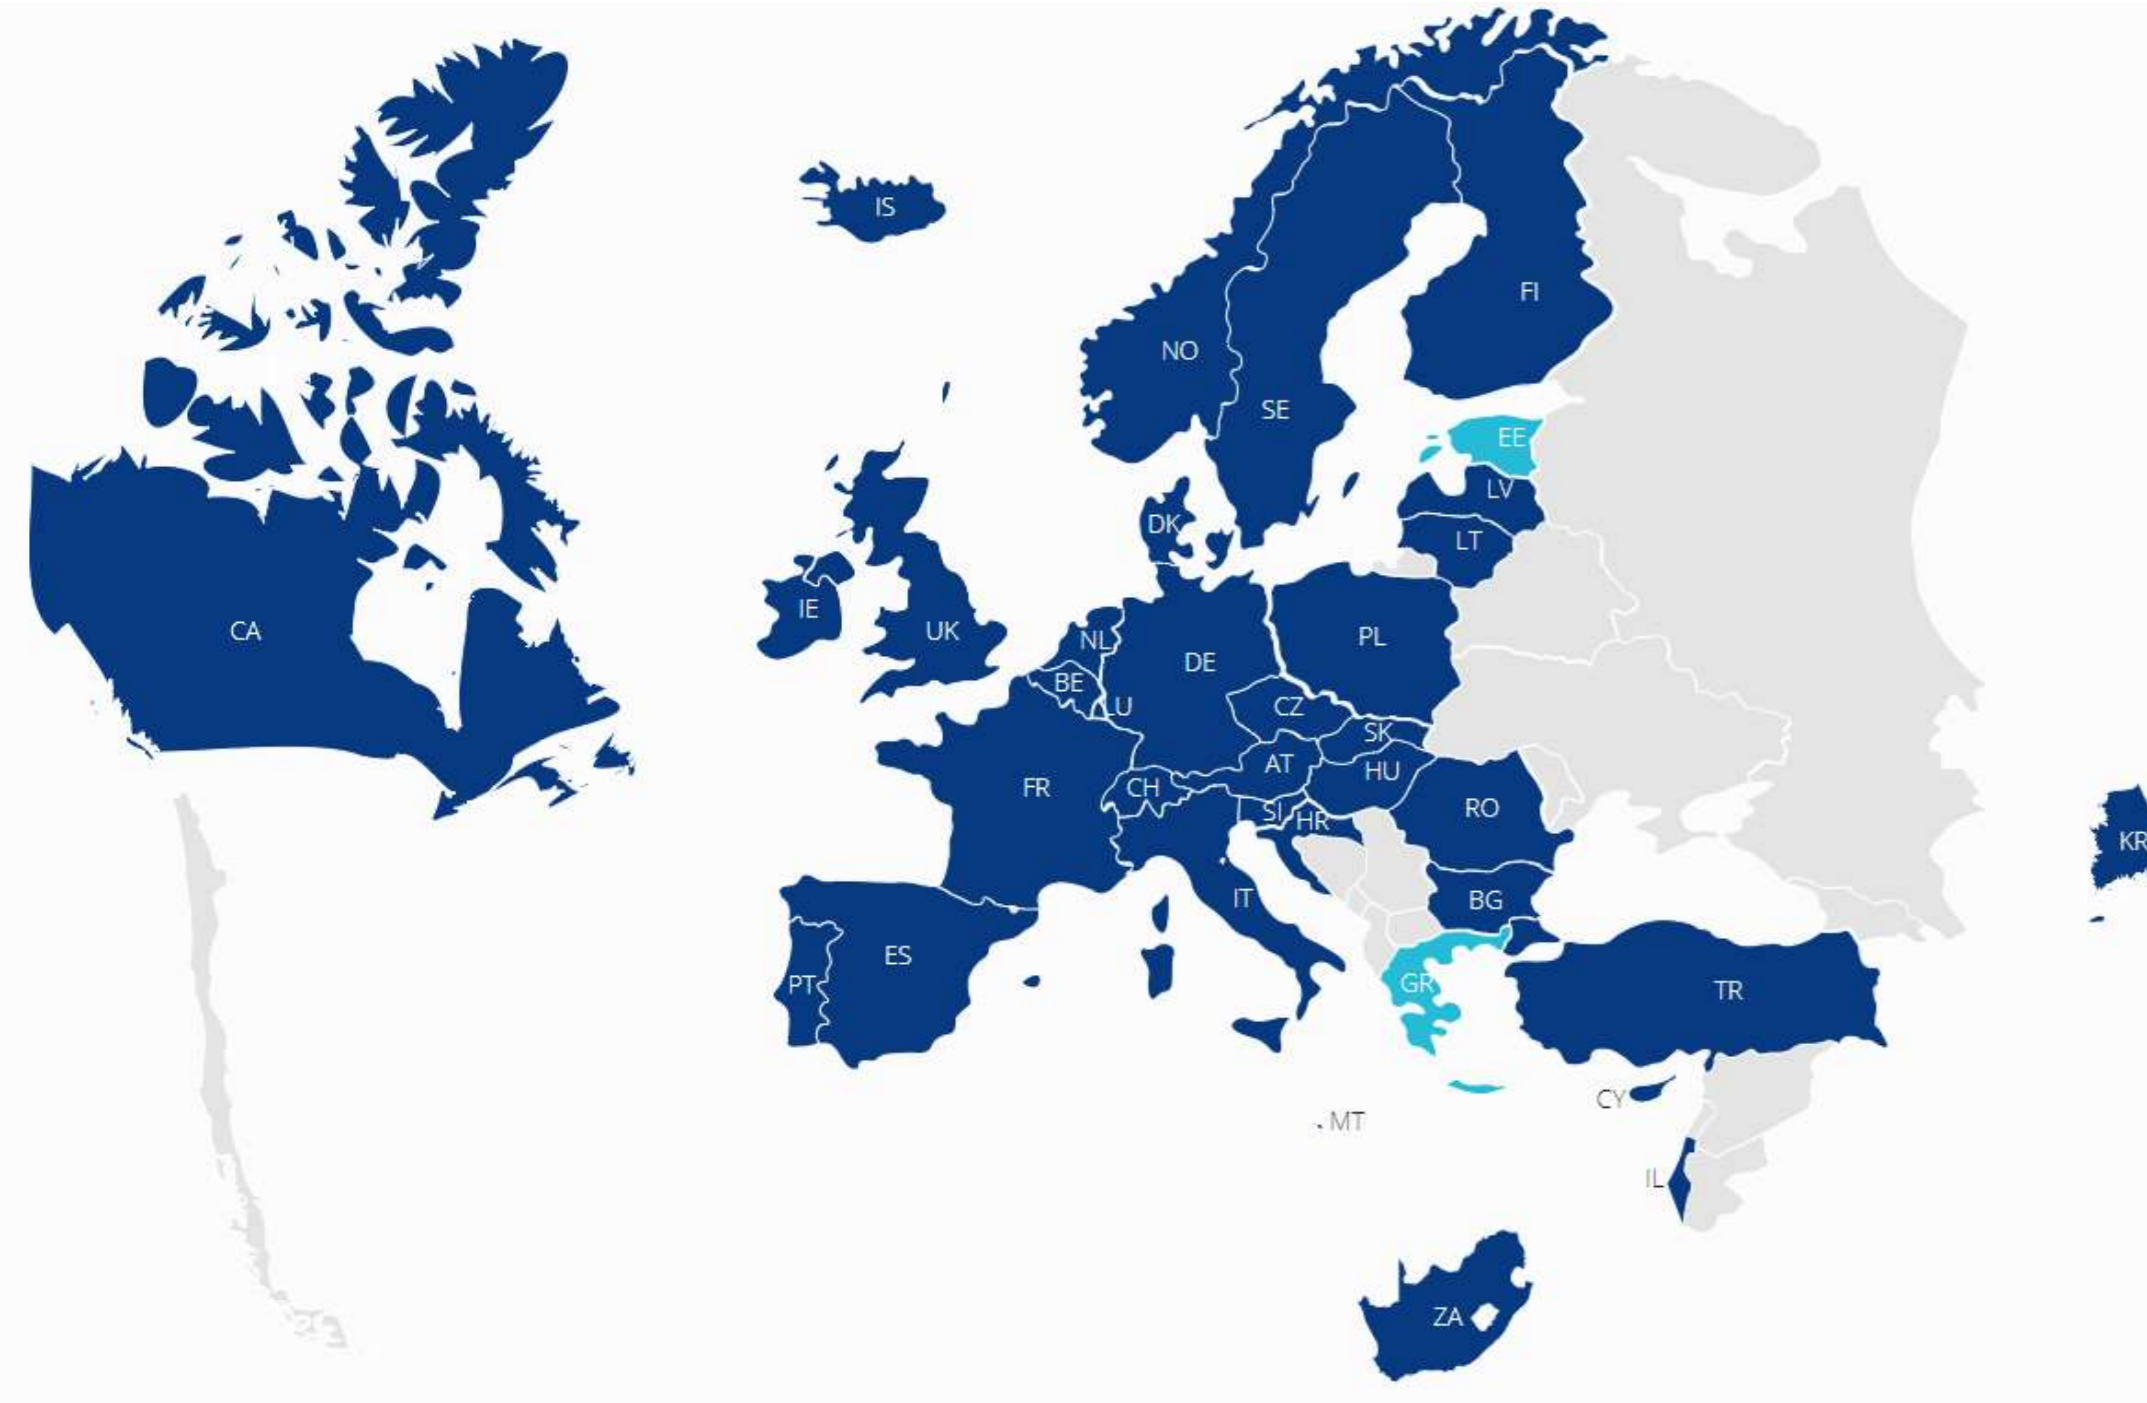 IS
FI
NO
SE
EE
LV
DK
LT
IE
CA
UK
NL
PL
DE
BE
LU
CZ
SK
AT
HU
FR
CH
RO
SI
HR
KR
IT
BG
ES
PT
GR
TR
CY
MT
IL
ZA